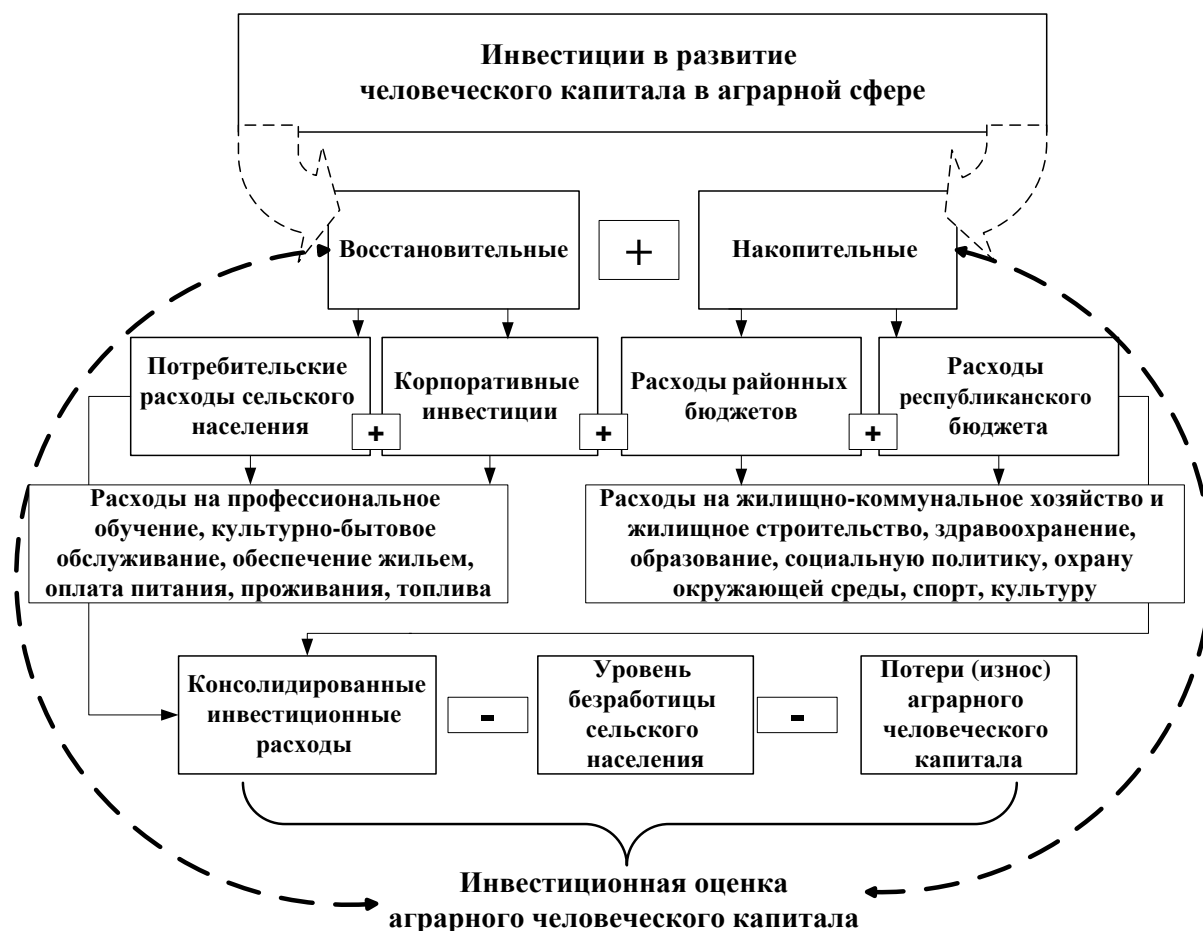 Инвестиции в развитие
человеческого капитала в аграрной сфере
Восстановительные
+
Накопительные
Потребительские
расходы сельского
населения
+
Корпоративные
инвестиции
+
Расходы районных
бюджетов
+
Расходы
республиканского
бюджета
Расходы на профессиональное
обучение, культурно-бытовое
обслуживание, обеспечение жильем,
оплата питания, проживания, топлива
Расходы на жилищно-коммунальное хозяйство и
жилищное строительство, здравоохранение,
образование, социальную политику, охрану
окружающей среды, спорт, культуру
Консолидированные
инвестиционные
расходы
-
Уровень
безработицы
сельского
населения
-
Потери (износ)
аграрного
человеческого
капитала
Инвестиционная оценка
аграрного человеческого капитала